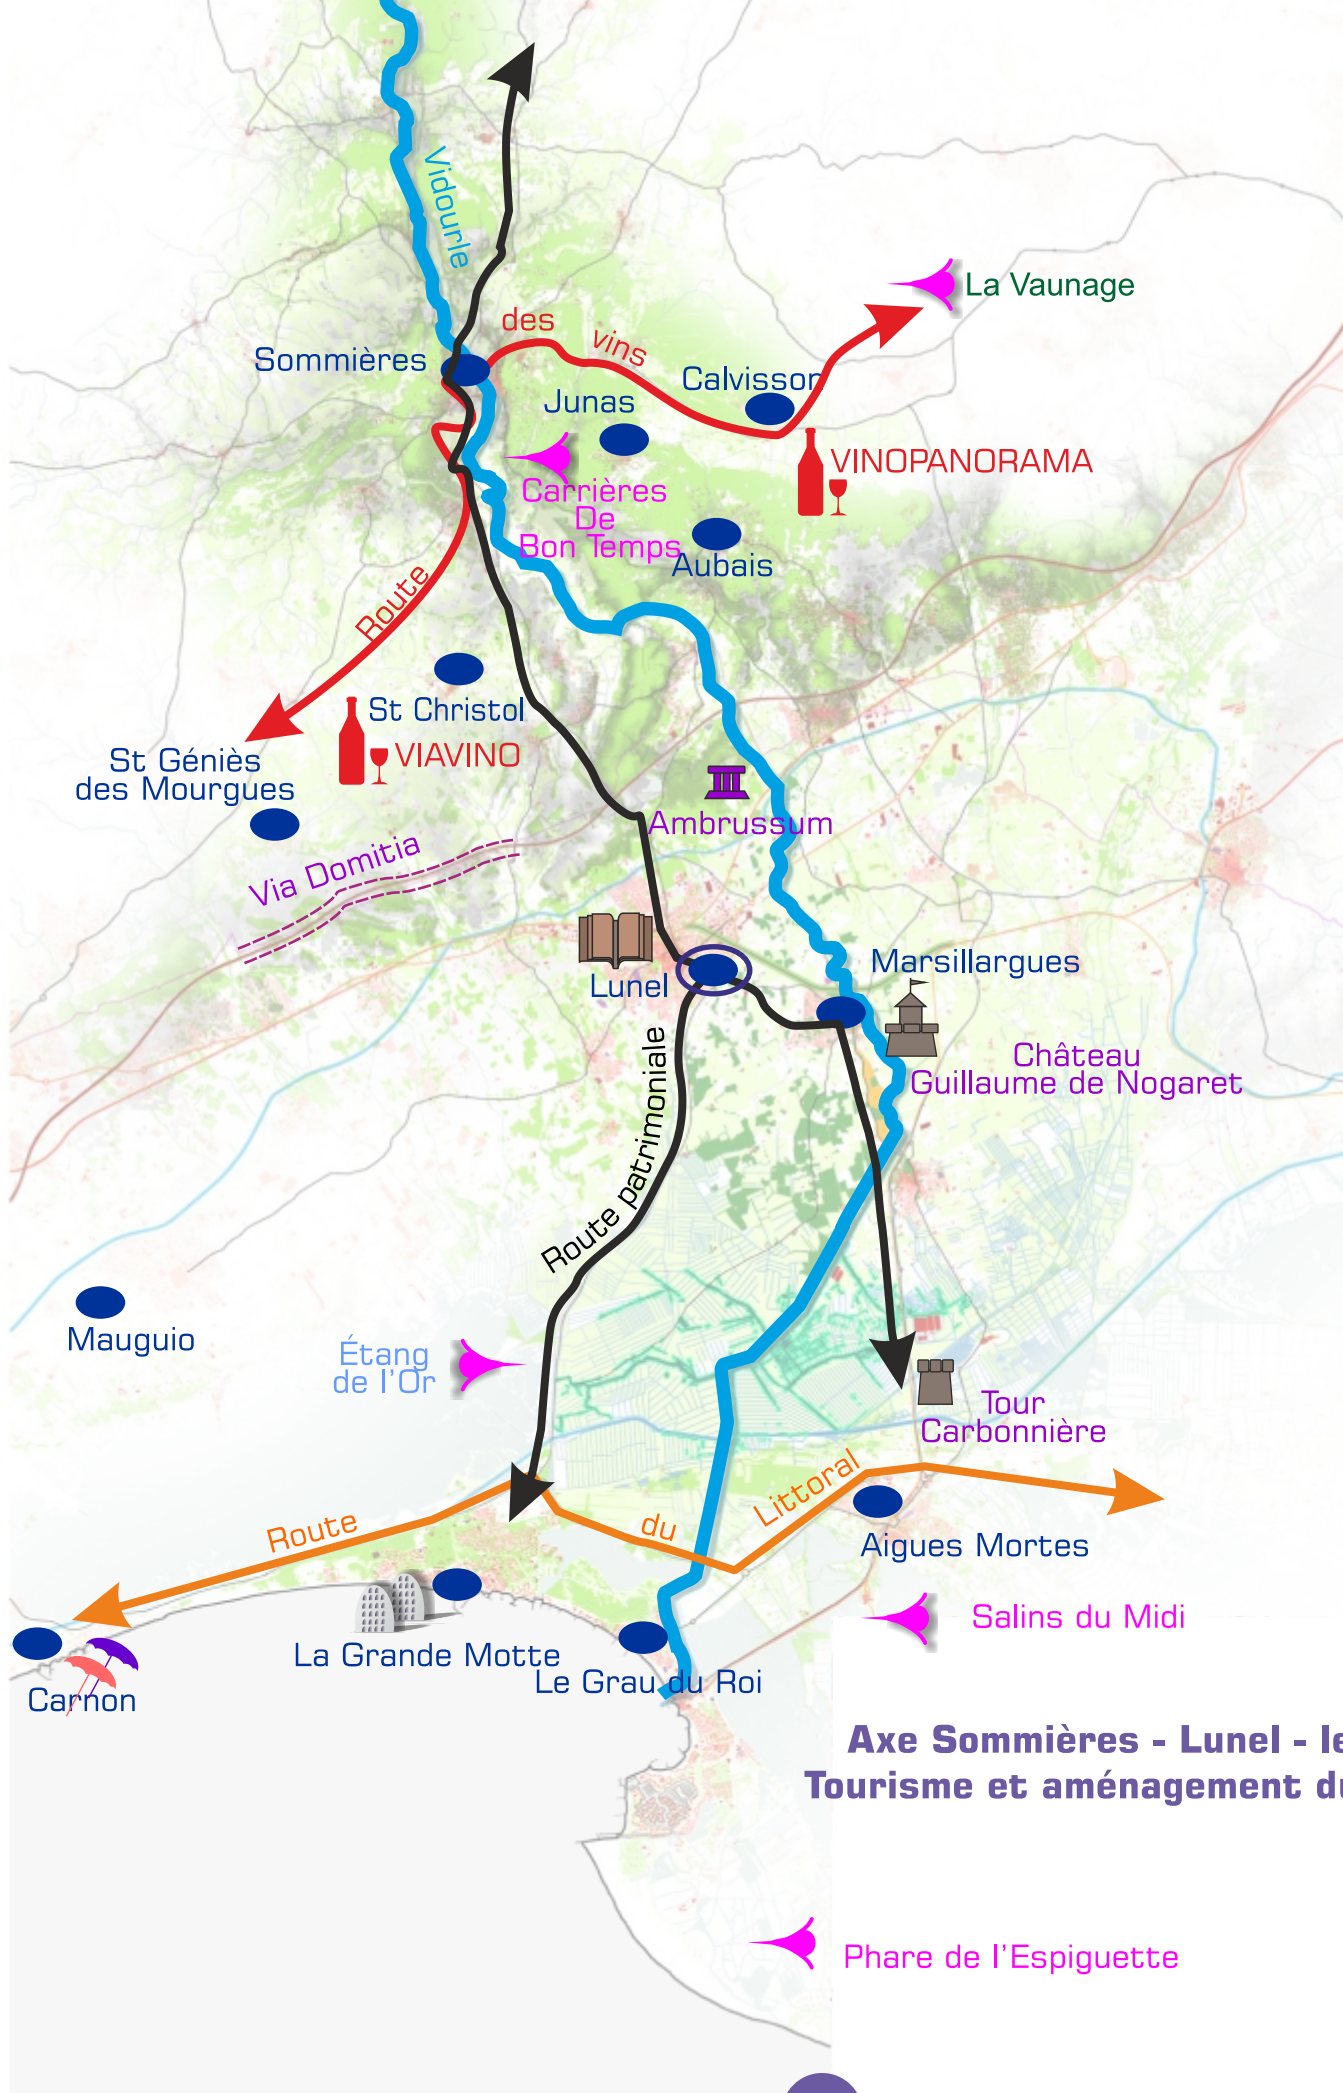 Vidourle
La Vaunage
des
vins
Sommières
Calvisson
Junas
VINOPANORAMA
Carrières
De
Bon Temps
Aubais
Route
St Christol
VIAVINO
St Géniès
des Mourgues
Ambrussum
Via Domitia
Marsillargues
Lunel
Château
Guillaume de Nogaret
Route patrimoniale
Mauguio
Étang
de l'Or
Tour
Carbonnière
Littoral
du
Route
Aigues Mortes
Salins du Midi
La Grande Motte
Le Grau du Roi
Carnon
Axe Sommières - Lunel - le
Tourisme et aménagement du
Phare de l'Espiguette